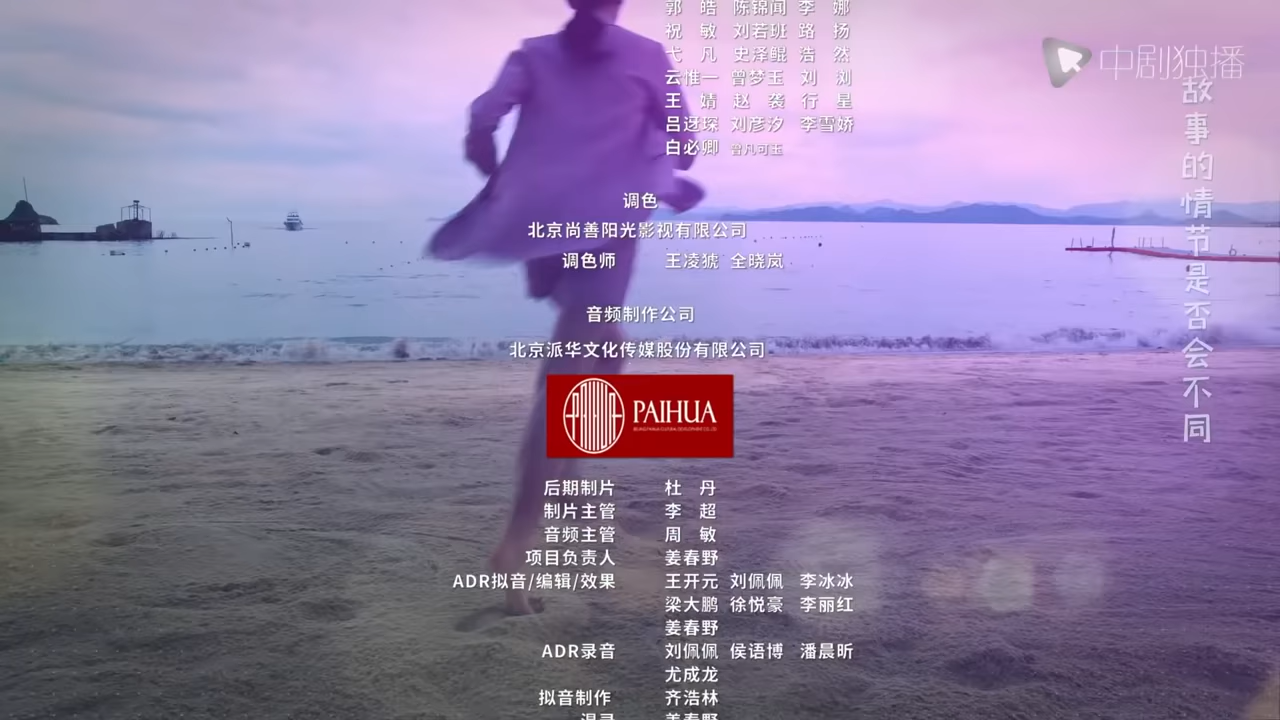 郭 皓 陈锦闻 李 娜
祝 敏 刘若班 路 扬
弋 凡 史泽鲲 浩 然
云惟一 曾梦玉 刘 浏
王 婧 赵 袭 行 星
吕迓琛 刘彦汐 李雪娇
白必卿 曾凡可玉
中剧独播
故事的情节是否会不同
调色
北京尚善阳光影视有限公司
调色师 王凌猇 全晓岚
音频制作公司
北京派华文化传媒股份有限公司
PAIHUA
后期制片 杜 丹
制片主管 李 超
音频主管 周 敏
项目负责人 姜春野
ADR拟音/编辑/效果 王开元 刘佩佩 李冰冰
梁大鹏 徐悦豪 李丽红
姜春野
ADR录音 刘佩佩 侯语博 潘晨昕
尤成龙
拟音制作 齐浩林
混录 姜春野